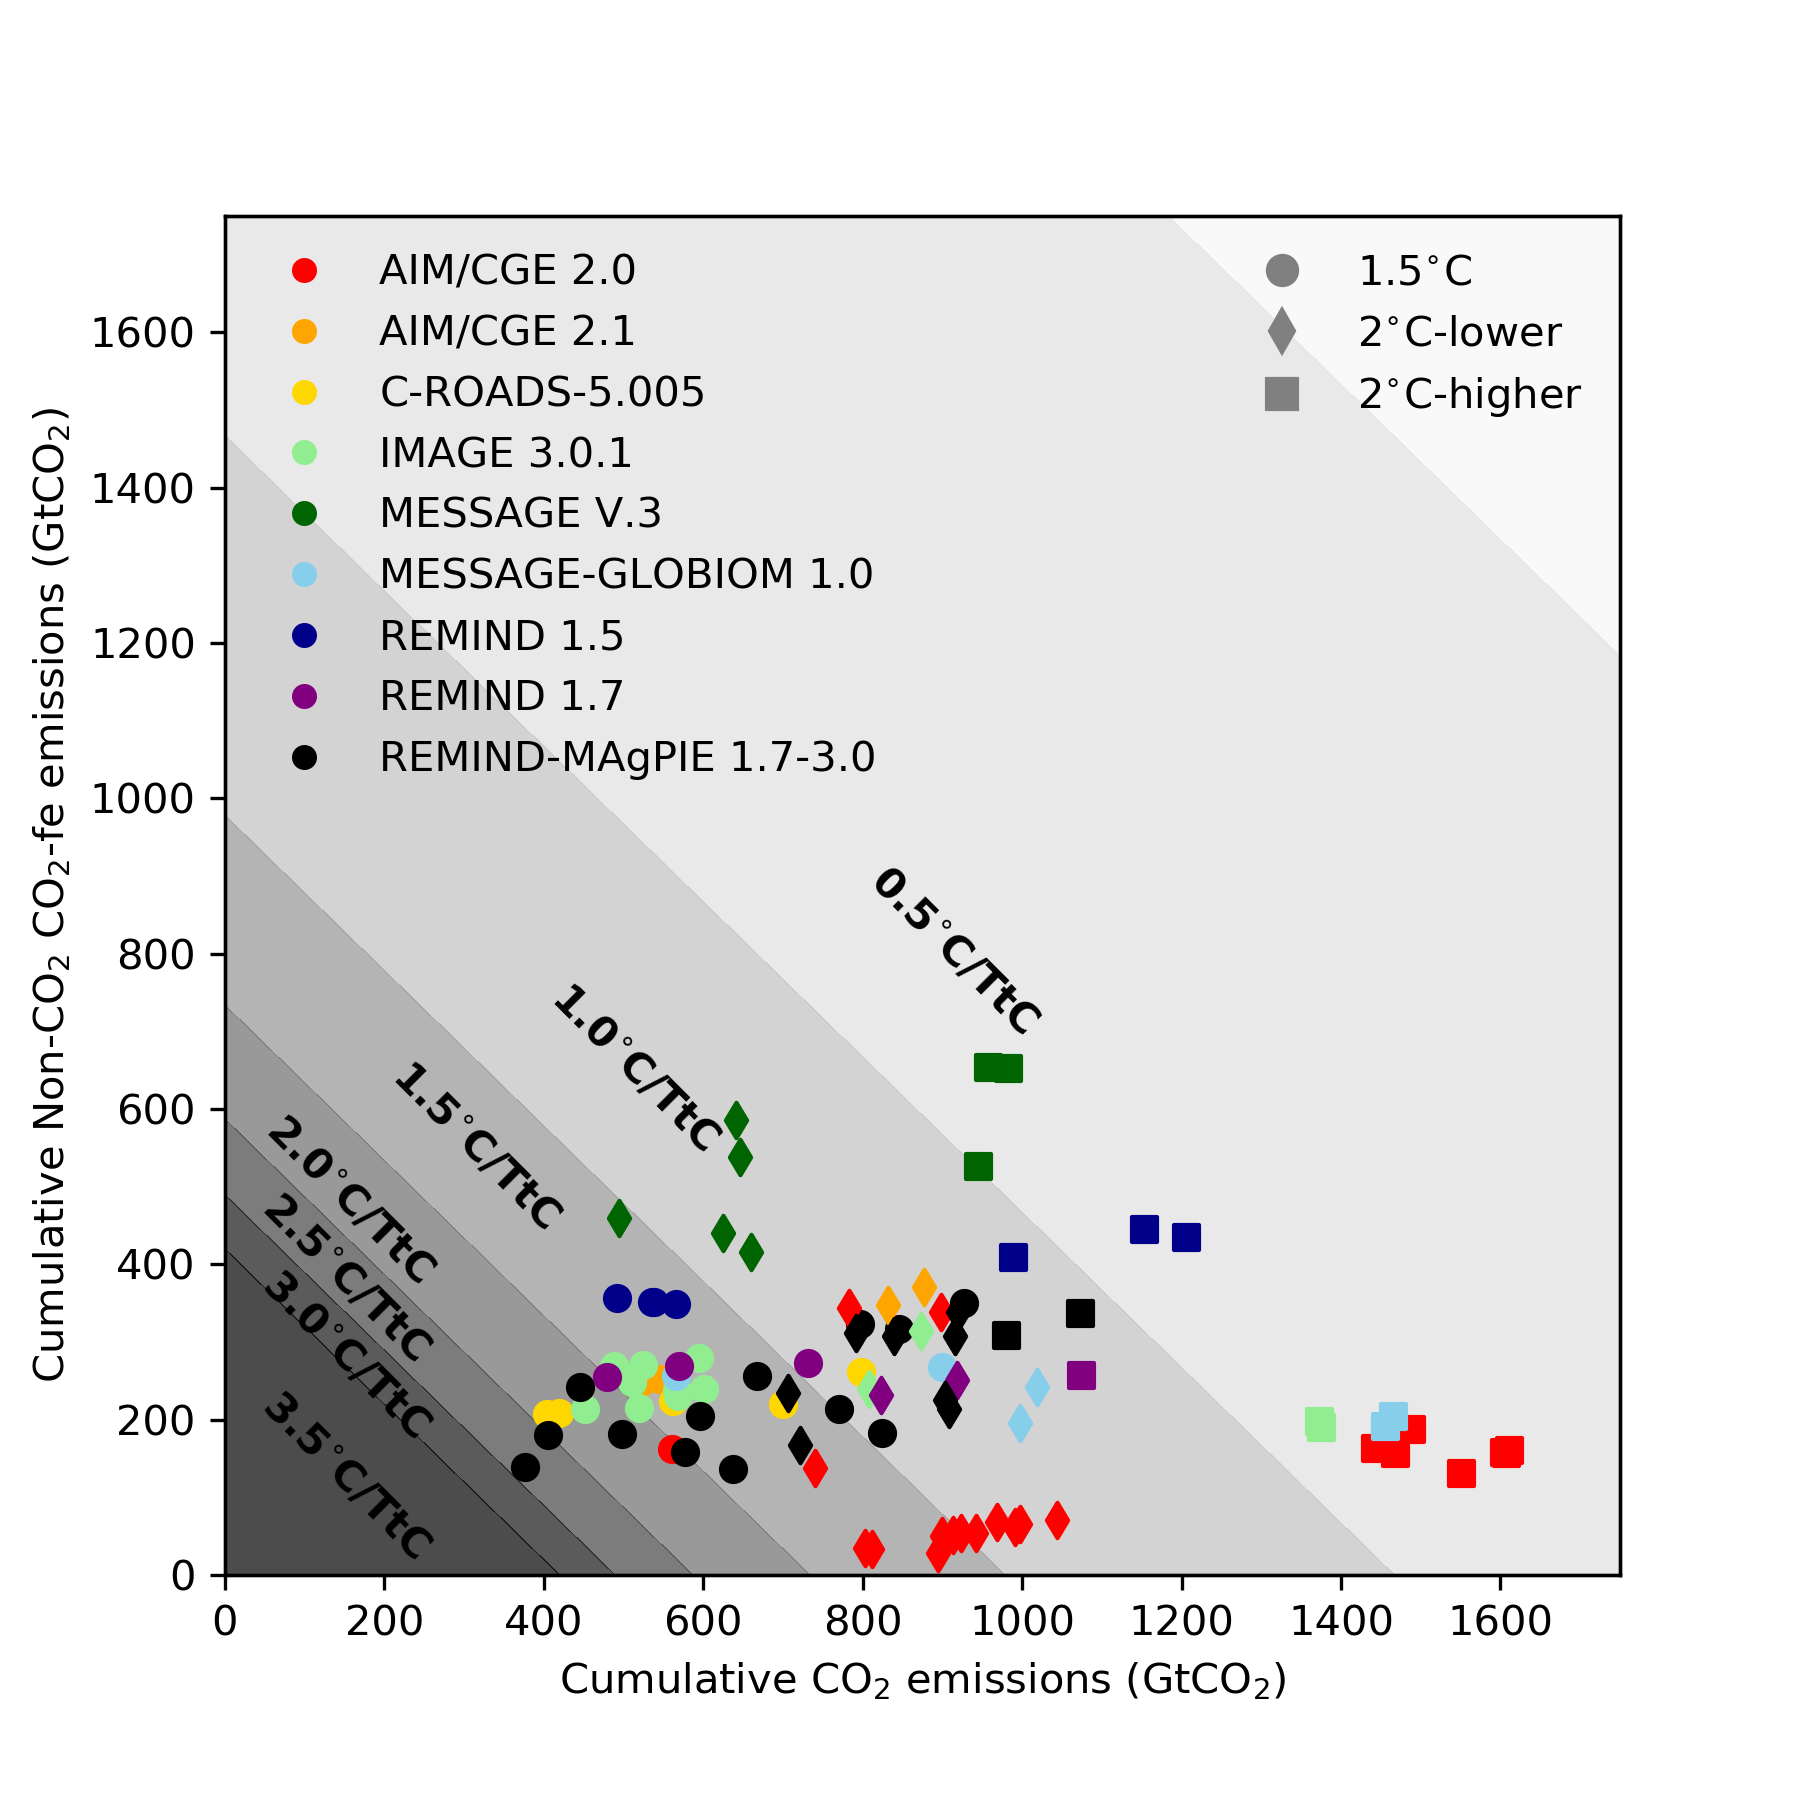 AIM/CGE 2.0
AIM/CGE 2.1
C-ROADS-5.005
IMAGE 3.0.1
MESSAGE V.3
MESSAGE-GLOBIOM 1.0
REMIND 1.5
REMIND 1.7
REMIND-MAgPIE 1.7-3.0
1.5°C
2°C-lower
2°C-higher
0.5°C/TtC
1.0°C/TtC
1.5°C/TtC
2.0°C/TtC
2.5°C/TtC
3.0°C/TtC
3.5°C/TtC
Cumulative Non-CO₂ CO₂-fe emissions (GtCO₂)
1600
1400
1200
1000
800
600
400
200
0
0 200 400 600 800 1000 1200 1400 1600
Cumulative CO₂ emissions (GtCO₂)